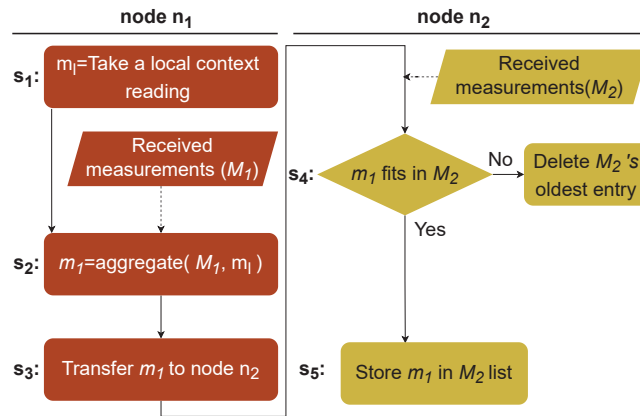 node n₁
s₁:
mₗ=Take a local context
reading
Received
measurements (M₁)
s₂:
m₁=aggregate( M₁, mₗ )
s₃:
Transfer m₁ to node n₂
node n₂
Received
measurements(M₂)
s₄:
m₁ fits in M₂
No
Delete M₂'s
oldest entry
Yes
s₅:
Store m₁ in M₂ list